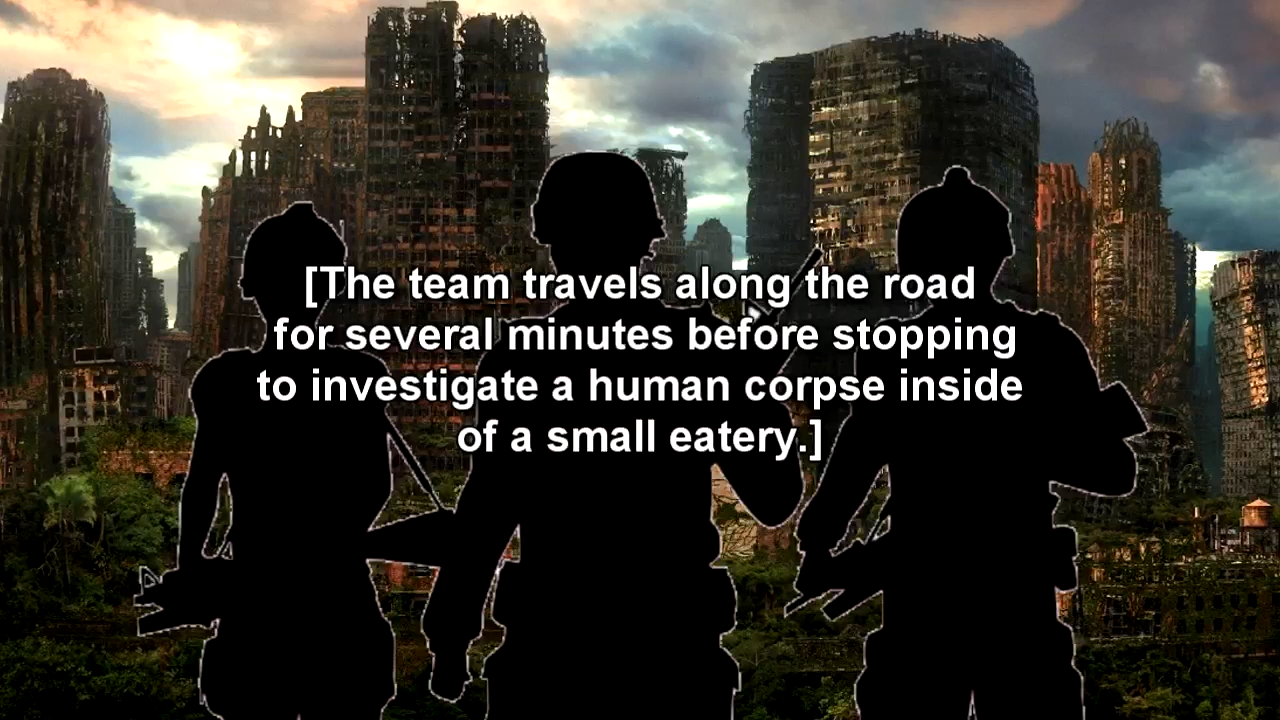 [The team travels along the road
for several minutes before stopping
to investigate a human corpse inside
of a small eatery.]